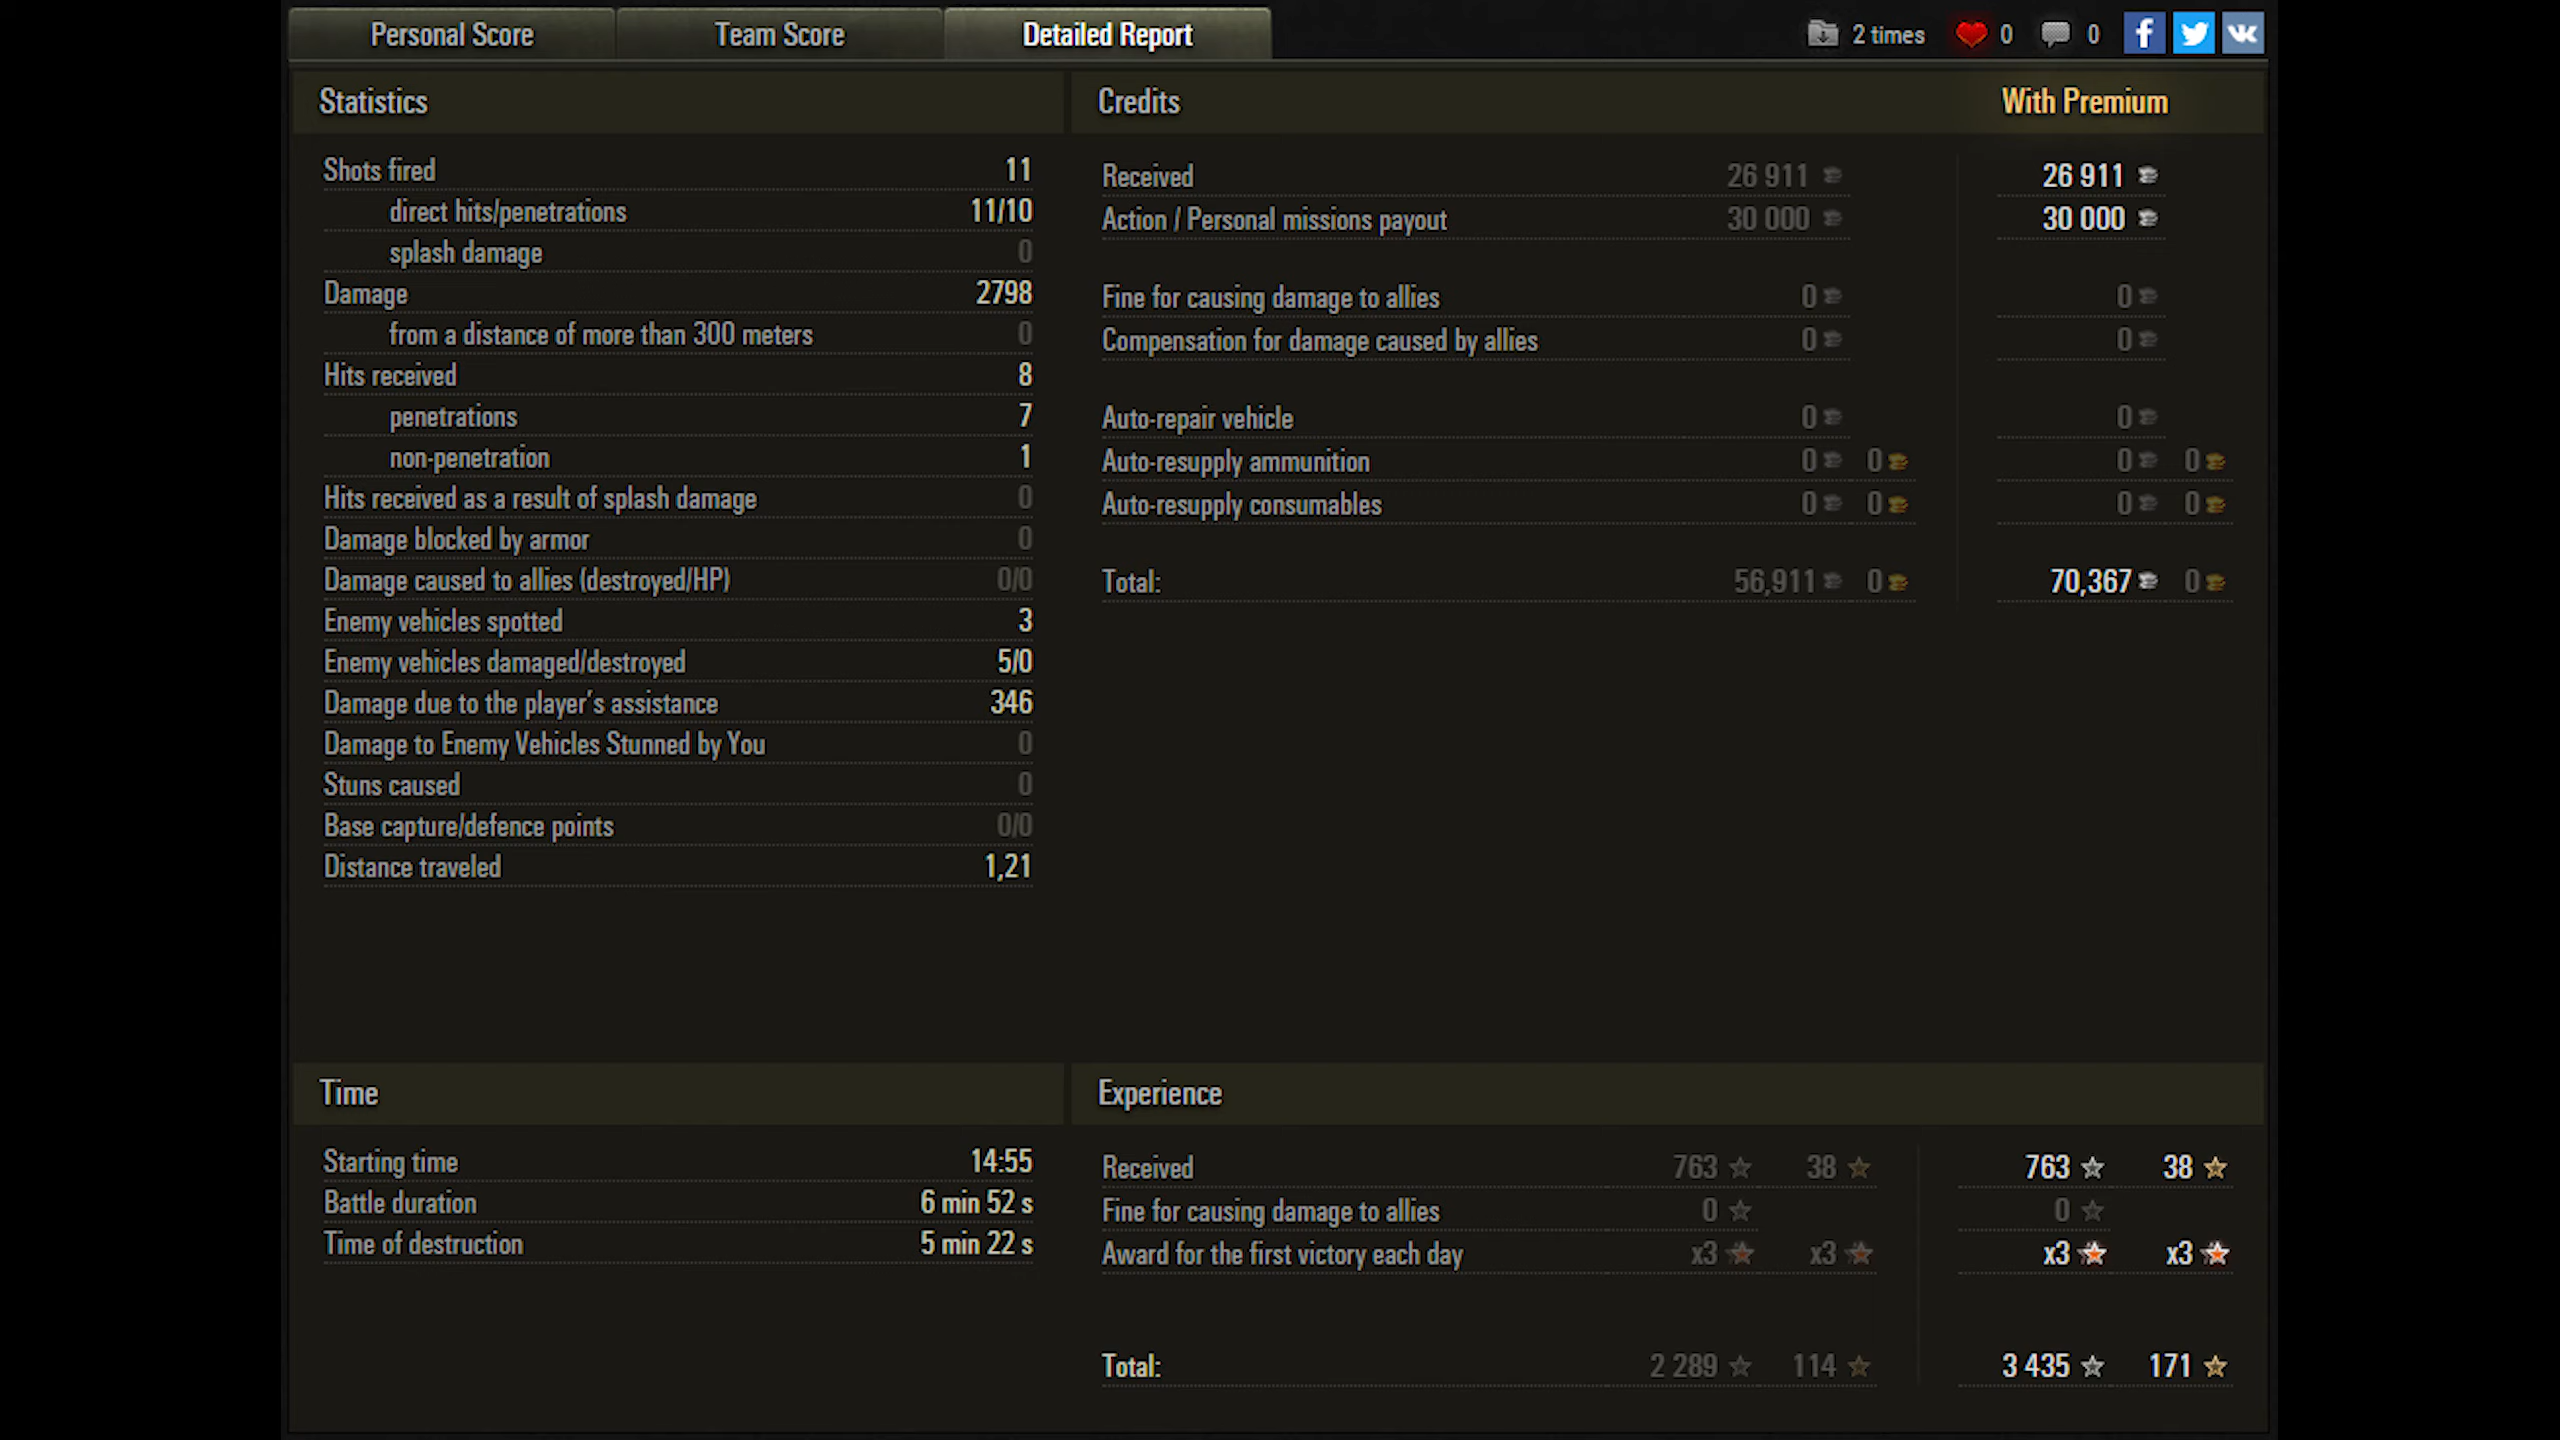 Personal Score Team Score Detailed Report 2 times 0 0
Statistics
Shots fired 11
direct hits/penetrations 11/10
splash damage 0
Damage 2798
from a distance of more than 300 meters 0
Hits received 8
penetrations 7
non-penetration 1
Hits received as a result of splash damage 0
Damage blocked by armor 0
Damage caused to allies (destroyed/HP) 0/0
Enemy vehicles spotted 3
Enemy vehicles damaged/destroyed 5/0
Damage due to the player's assistance 346
Damage to Enemy Vehicles Stunned by You 0
Stuns caused 0
Base capture/defence points 0/0
Distance traveled 1,21
Credits With Premium
Received 26 911 26 911
Action / Personal missions payout 30 000 30 000
Fine for causing damage to allies 0 0
Compensation for damage caused by allies 0 0
Auto-repair vehicle 0 0
Auto-resupply ammunition 0 0 0 0
Auto-resupply consumables 0 0 0 0
Total: 56,911 0 70,367 0
Time
Starting time 14:55
Battle duration 6 min 52 s
Time of destruction 5 min 22 s
Experience
Received 763 38 763 38
Fine for causing damage to allies 0 0
Award for the first victory each day x3 x3 x3 x3
Total: 2 289 114 3 435 171